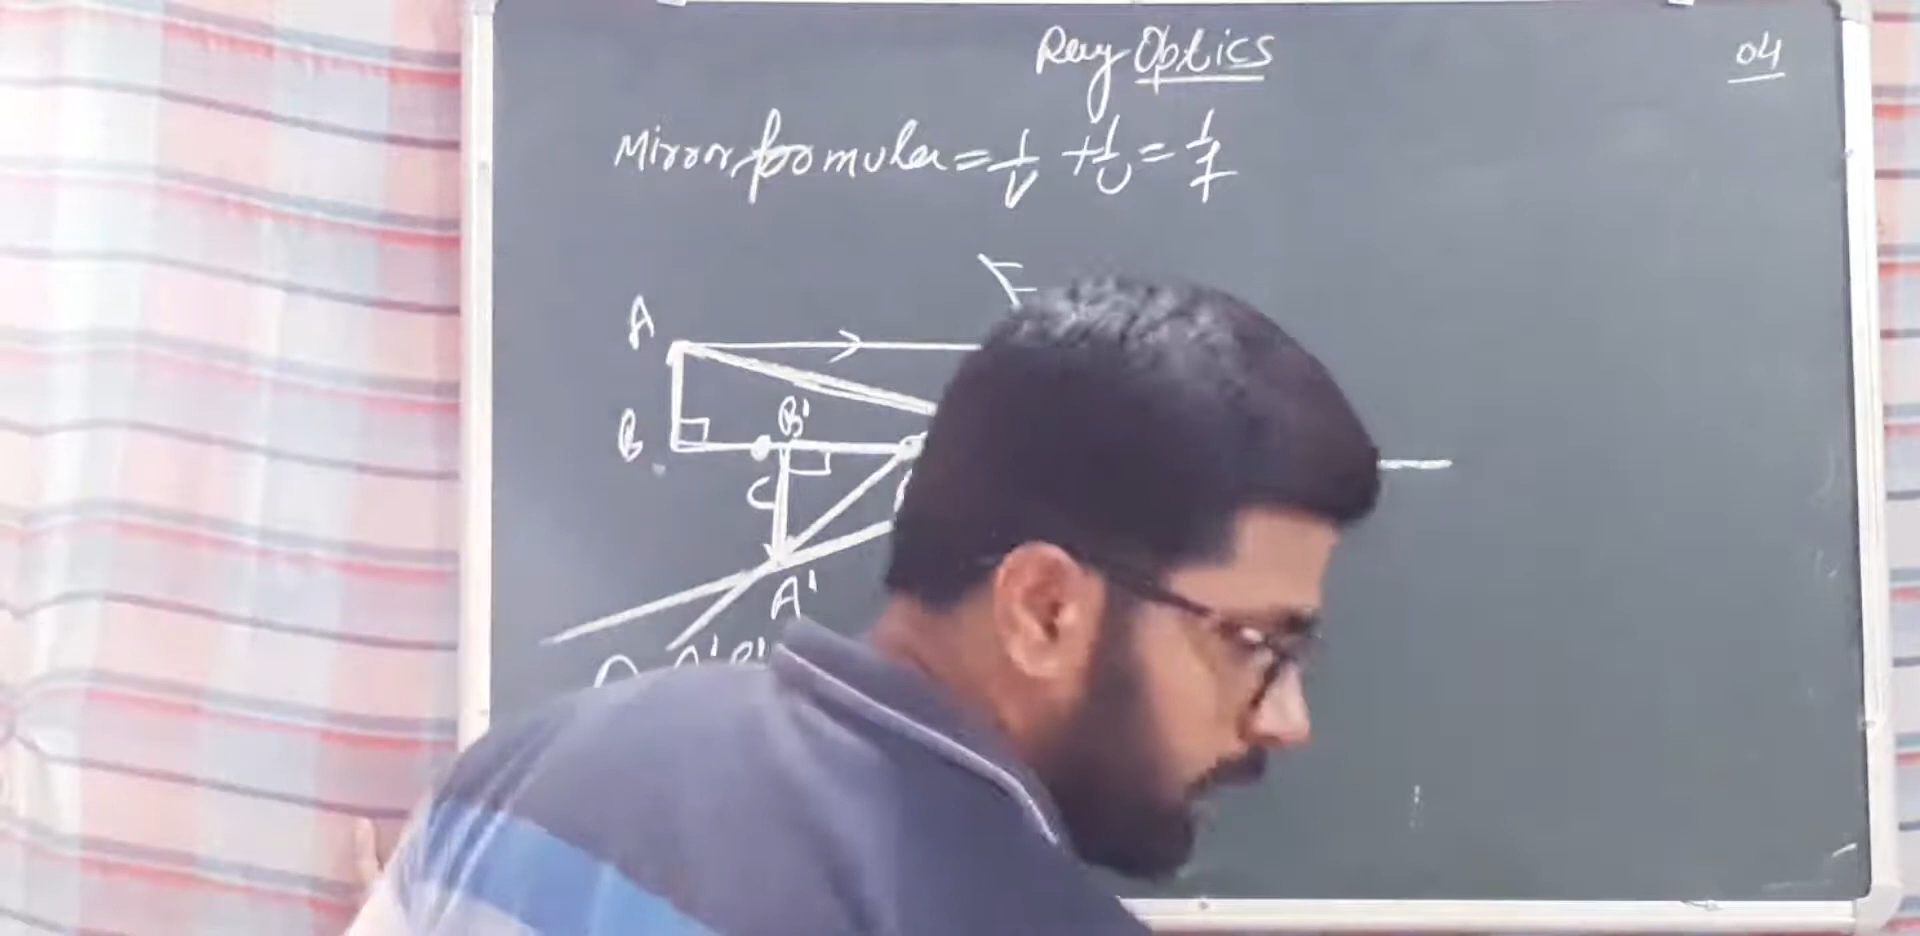 Ray Optics
04
Mirror formula = 1/v + 1/u = 1/f
A
B
B'
C
A'
A'B'